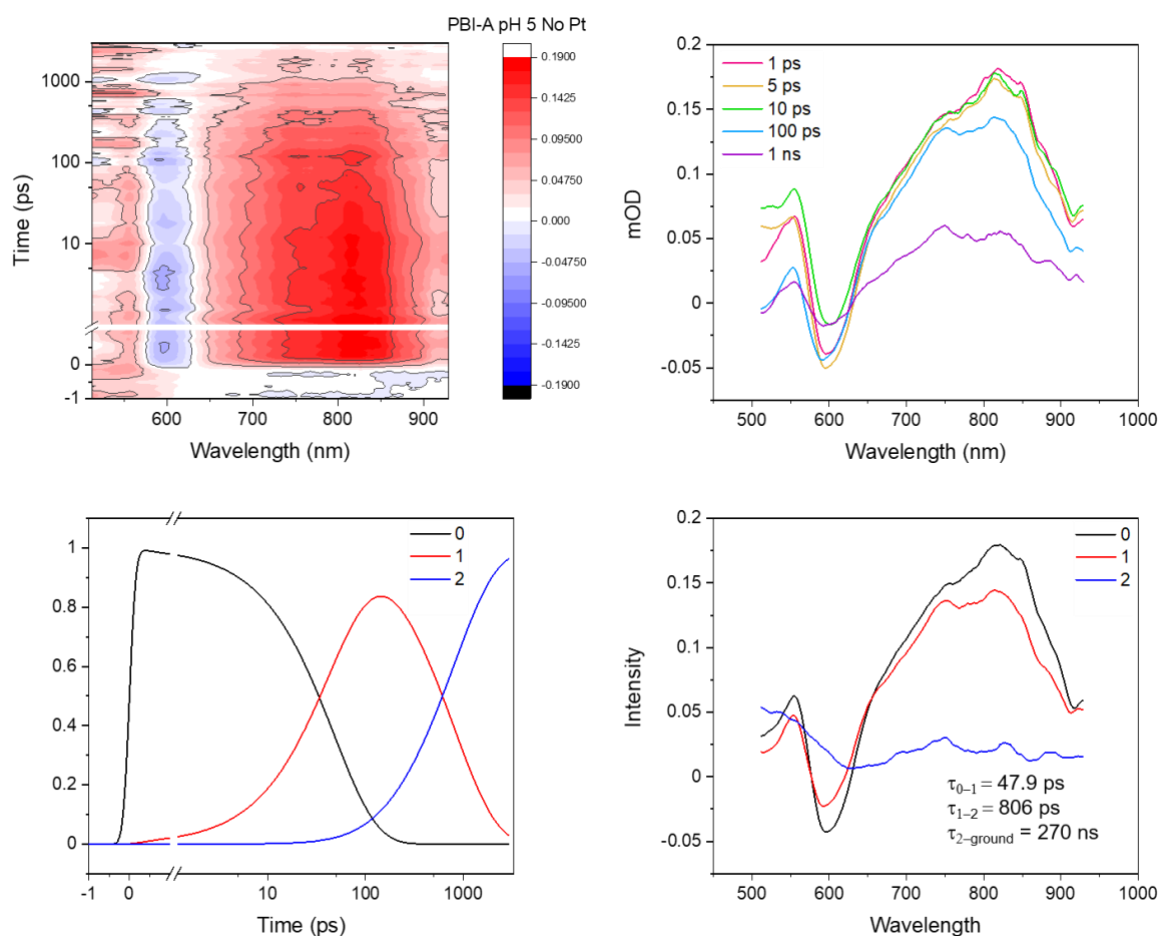 PBI-A pH 5 No Pt
1000
100
10
0
-1
Time (ps)
600 700 800 900
Wavelength (nm)
0.1900
0.1425
0.09500
0.04750
0.000
-0.04750
-0.09500
-0.1425
-0.1900
0.2
0.15
0.1
0.05
0
-0.05
mOD
1 ps
5 ps
10 ps
100 ps
1 ns
500 600 700 800 900 1000
Wavelength (nm)
1
0.8
0.6
0.4
0.2
0
0
1
2
-1 0 10 100 1000
Time (ps)
0.2
0.15
0.1
0.05
0
-0.05
Intensity
0
1
2
τ0–1 = 47.9 ps
τ1–2 = 806 ps
τ2–ground = 270 ns
500 600 700 800 900 1000
Wavelength